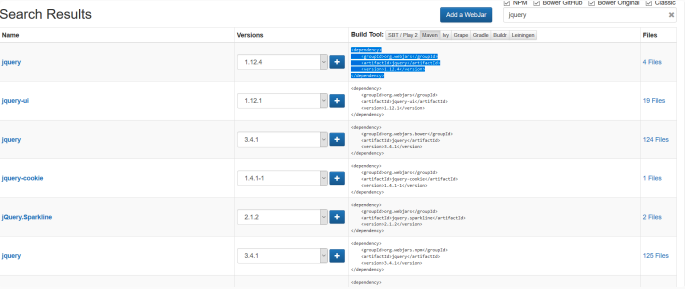 NPM Bower GitHub Bower Original Classic
Search Results
Add a WebJar
jquery
Name Versions Build Tool: SBT / Play 2 Maven Ivy Grape Gradle Buildr Leiningen Files
jquery 1.12.4 4 Files
<dependency>
<groupId>org.webjars</groupId>
<artifactId>jquery</artifactId>
<version>1.12.4</version>
</dependency>
jquery-ui 1.12.1 19 Files
<dependency>
<groupId>org.webjars</groupId>
<artifactId>jquery-ui</artifactId>
<version>1.12.1</version>
</dependency>
jquery 3.4.1 124 Files
<dependency>
<groupId>org.webjars.bower</groupId>
<artifactId>jquery</artifactId>
<version>3.4.1</version>
</dependency>
jquery-cookie 1.4.1-1 1 Files
<dependency>
<groupId>org.webjars</groupId>
<artifactId>jquery-cookie</artifactId>
<version>1.4.1-1</version>
</dependency>
jQuery.Sparkline 2.1.2 2 Files
<dependency>
<groupId>org.webjars</groupId>
<artifactId>jquery.sparkline</artifactId>
<version>2.1.2</version>
</dependency>
jquery 3.4.1 125 Files
<dependency>
<groupId>org.webjars.npm</groupId>
<artifactId>jquery</artifactId>
<version>3.4.1</version>
</dependency>
<dependency>